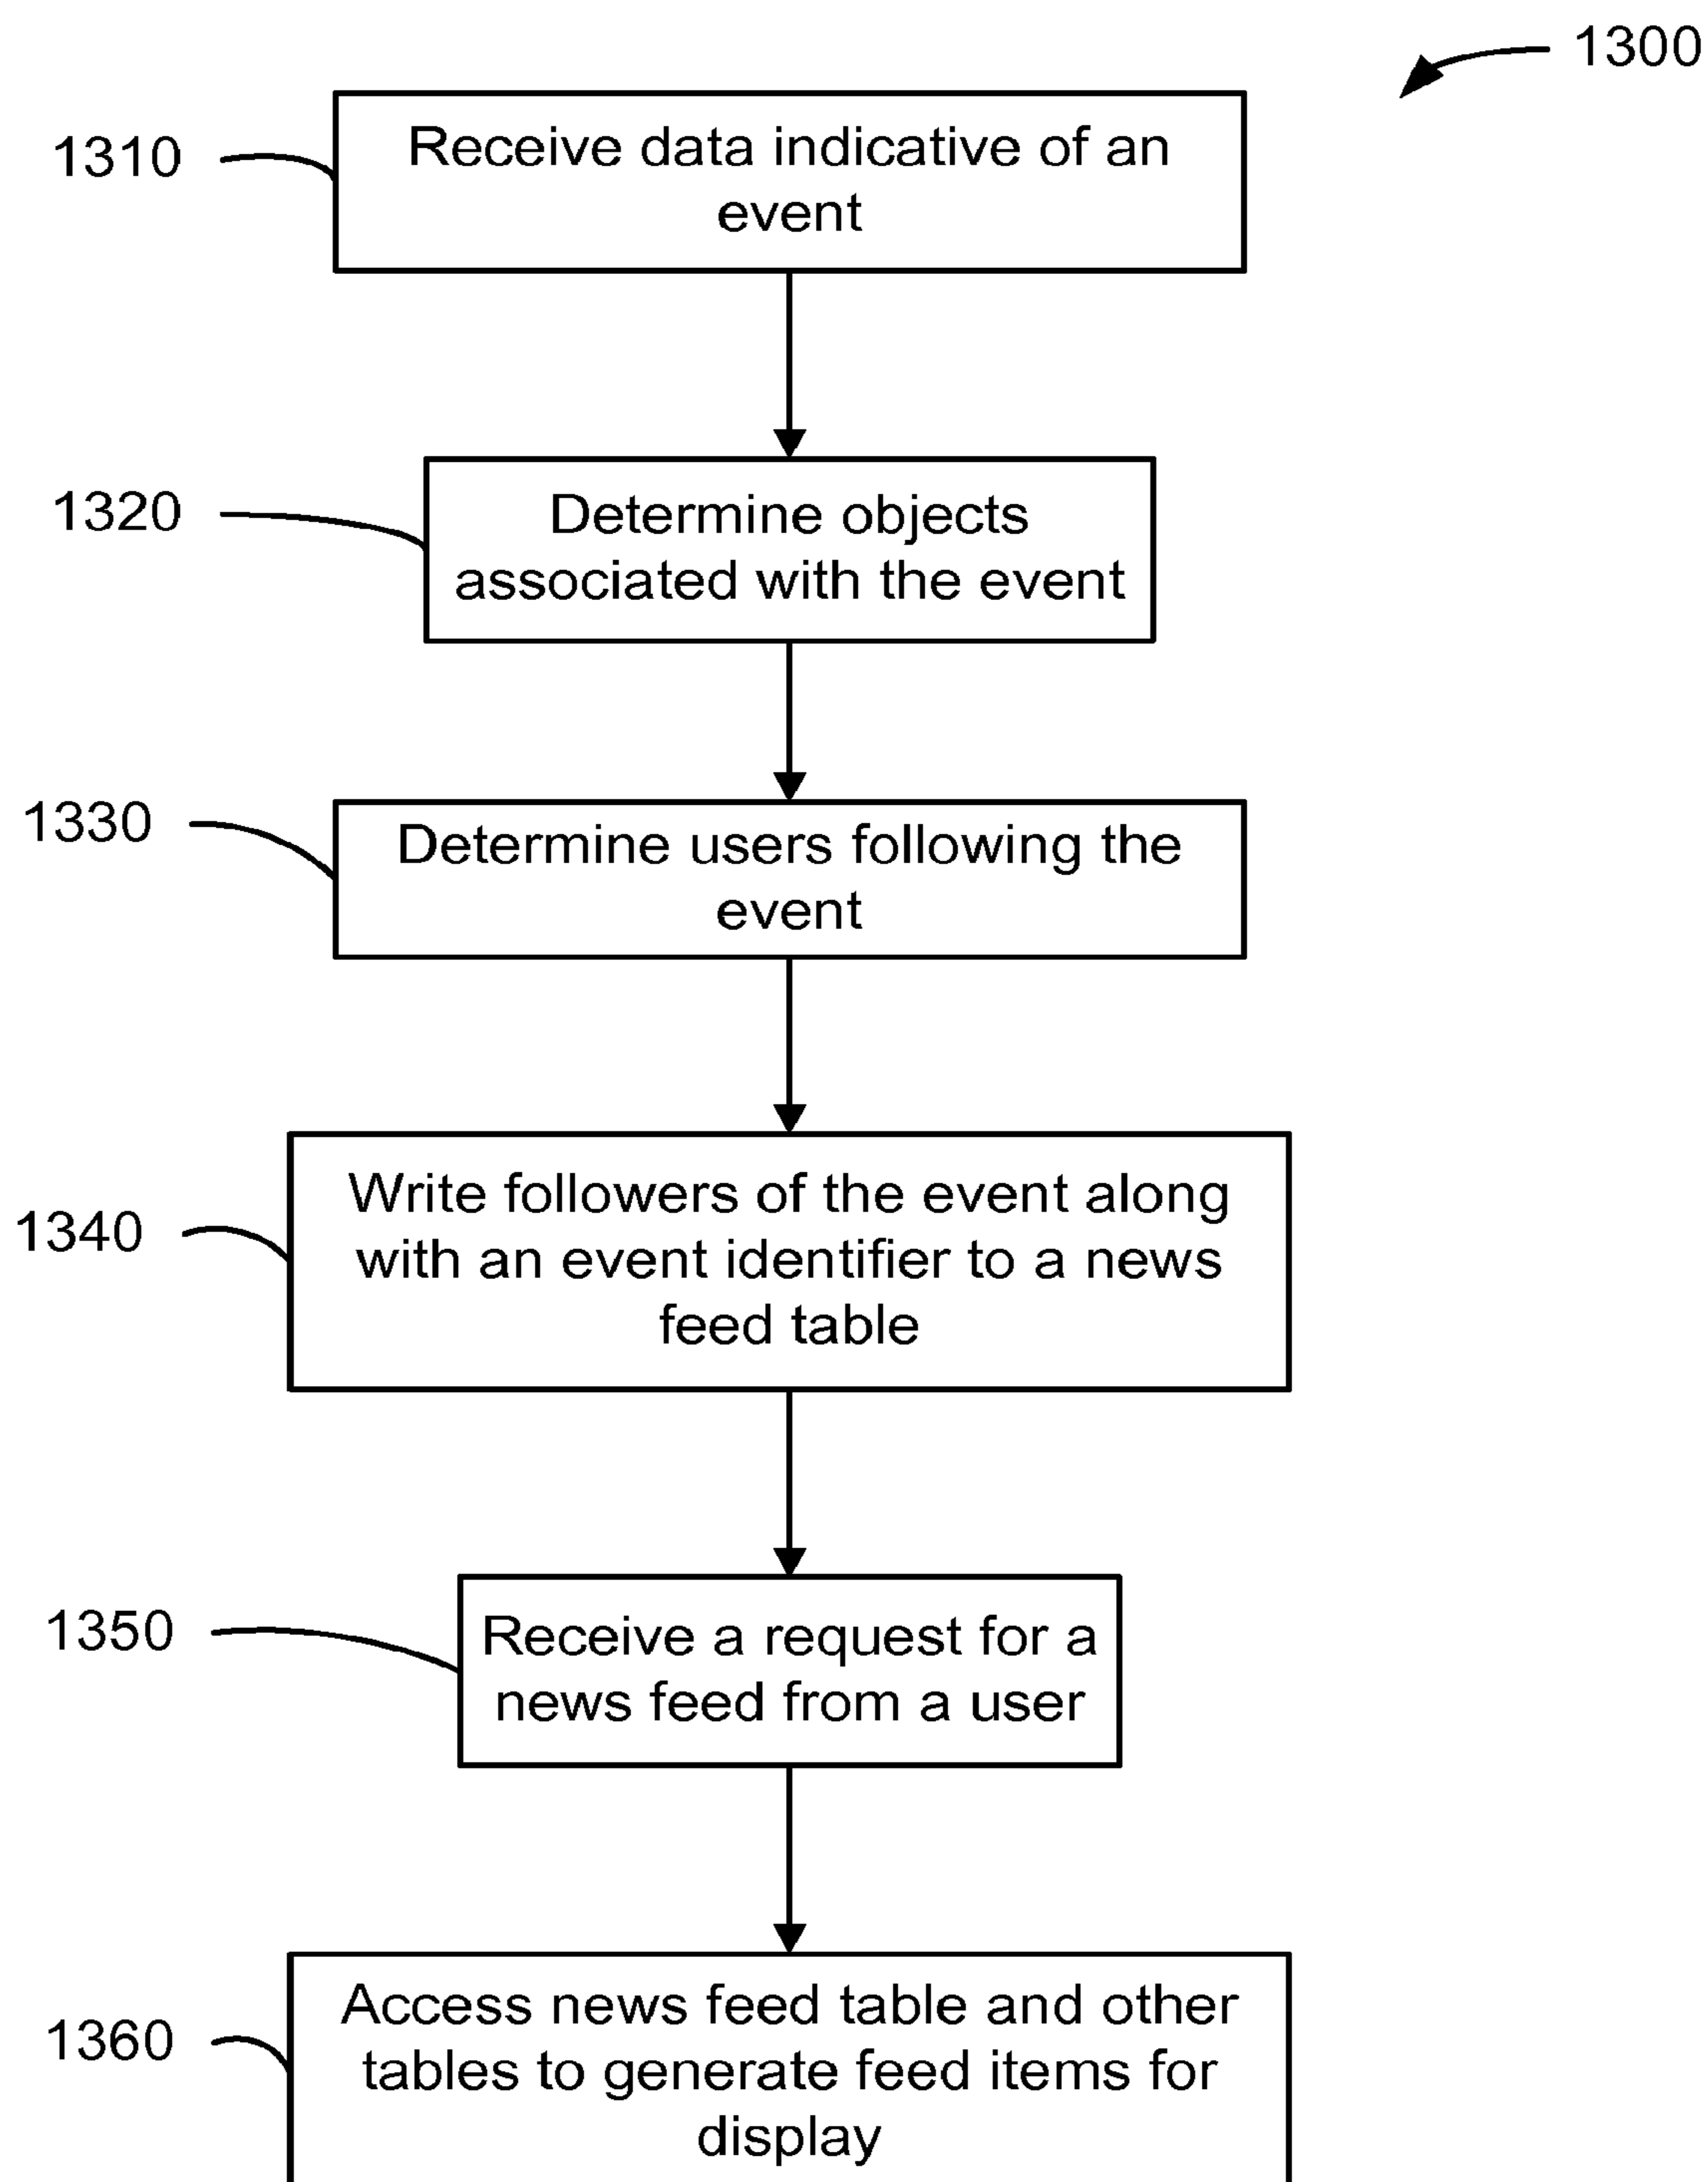 1300
1310
Receive data indicative of an
event
1320
Determine objects
associated with the event
1330
Determine users following the
event
1340
Write followers of the event along
with an event identifier to a news
feed table
1350
Receive a request for a
news feed from a user
1360
Access news feed table and other
tables to generate feed items for
display